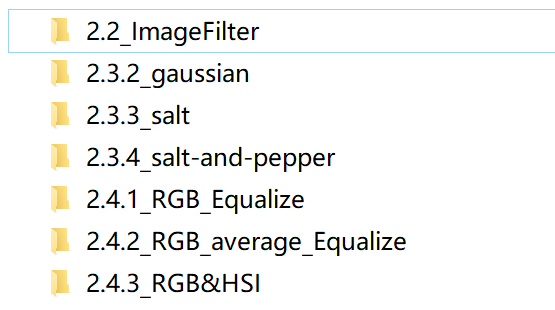 2.2_ImageFilter
2.3.2_gaussian
2.3.3_salt
2.3.4_salt-and-pepper
2.4.1_RGB_Equalize
2.4.2_RGB_average_Equalize
2.4.3_RGB&HSI